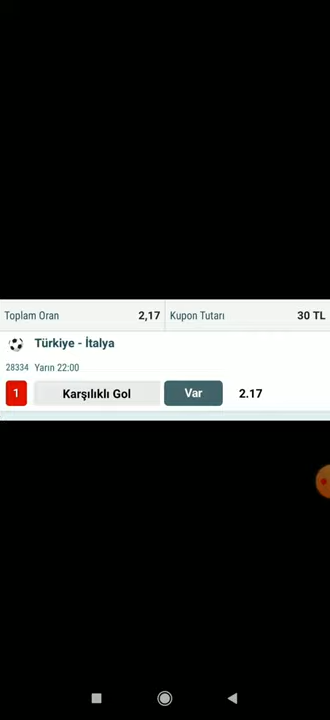 Toplam Oran 2,17 Kupon Tutarı 30 TL
Türkiye - İtalya
28334 Yarın 22:00
1 Karşılıklı Gol Var 2.17